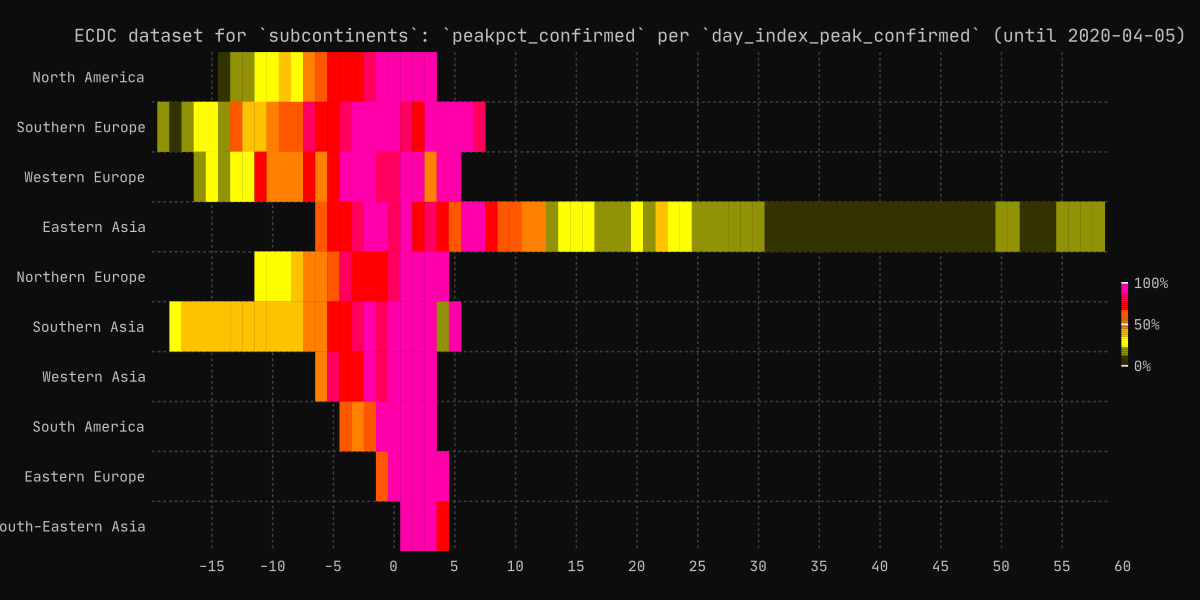 ECDC dataset for `subcontinents`: `peakpct_confirmed` per `day_index_peak_confirmed` (until 2020-04-05)
North America
Southern Europe
Western Europe
Eastern Asia
Northern Europe
Southern Asia
Western Asia
South America
Eastern Europe
outh-Eastern Asia
100%
50%
0%
-15 -10 -5 0 5 10 15 20 25 30 35 40 45 50 55 60